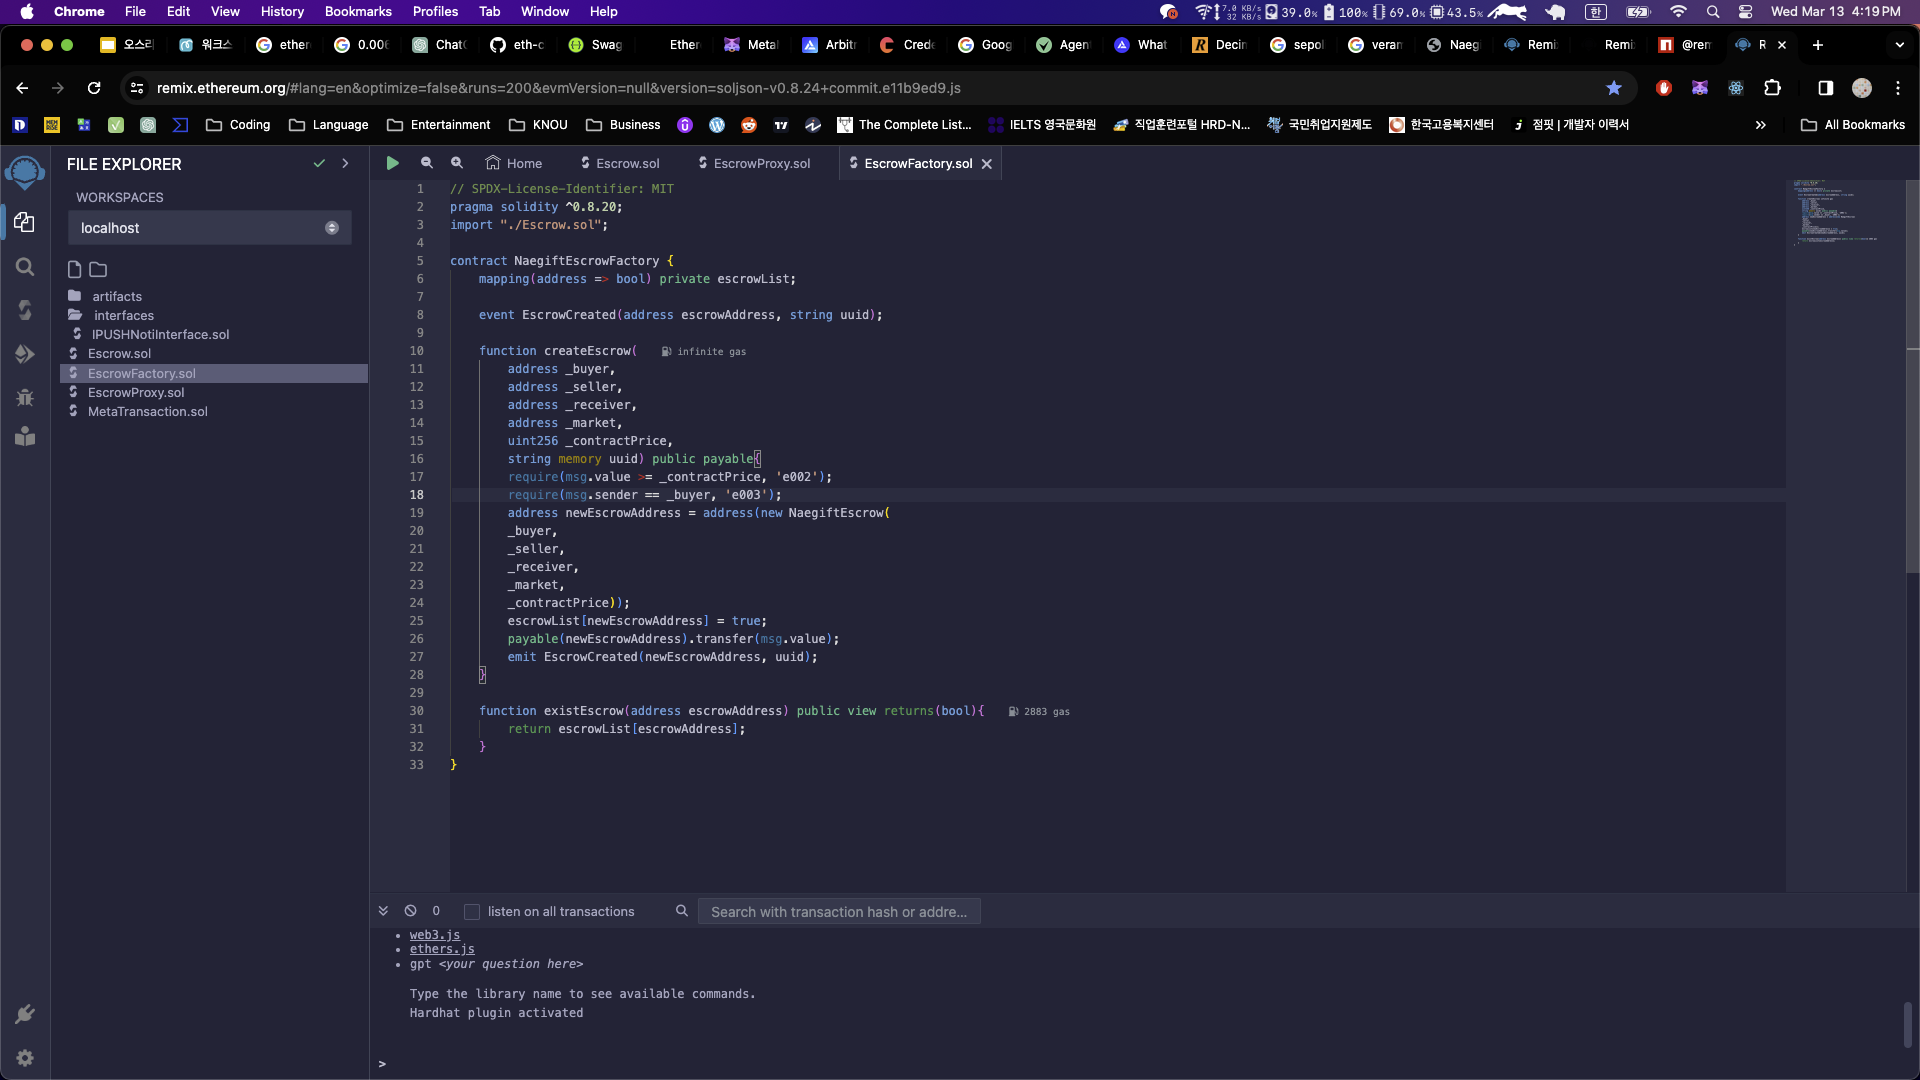 Chrome File Edit View History Bookmarks Profiles Tab Window Help 7.0 KB/s 32 KB/s 39.0% 100% 69.0% 43.5% 한 Wed Mar 13 4:19 PM
오스리 워크스 ether 0.006 ChatG eth-c Swag Ether Metal Arbitr Crede Goog Agen What Decin sepol veran Naeg Remi Remi @rem R
remix.ethereum.org/#lang=en&optimize=false&runs=200&evmVersion=null&version=soljson-v0.8.24+commit.e11b9ed9.js
Coding Language Entertainment KNOU Business The Complete List... IELTS 영국문화원 직업훈련포털 HRD-N... 국민취업지원제도 한국고용복지센터 점핏 | 개발자 이력서 » All Bookmarks
FILE EXPLORER
WORKSPACES
localhost
artifacts
interfaces
IPUSHNotiInterface.sol
Escrow.sol
EscrowFactory.sol
EscrowProxy.sol
MetaTransaction.sol
Home Escrow.sol EscrowProxy.sol EscrowFactory.sol
1 // SPDX-License-Identifier: MIT
2 pragma solidity ^0.8.20;
3 import "./Escrow.sol";
4
5 contract NaegiftEscrowFactory {
6 mapping(address => bool) private escrowList;
7
8 event EscrowCreated(address escrowAddress, string uuid);
9
10 function createEscrow( infinite gas
11 address _buyer,
12 address _seller,
13 address _receiver,
14 address _market,
15 uint256 _contractPrice,
16 string memory uuid) public payable{
17 require(msg.value >= _contractPrice, 'e002');
18 require(msg.sender == _buyer, 'e003');
19 address newEscrowAddress = address(new NaegiftEscrow(
20 _buyer,
21 _seller,
22 _receiver,
23 _market,
24 _contractPrice));
25 escrowList[newEscrowAddress] = true;
26 payable(newEscrowAddress).transfer(msg.value);
27 emit EscrowCreated(newEscrowAddress, uuid);
28 }
29
30 function existEscrow(address escrowAddress) public view returns(bool){ 2883 gas
31 return escrowList[escrowAddress];
32 }
33 }
0 listen on all transactions Search with transaction hash or addre...
• web3.js
• ethers.js
• gpt <your question here>
Type the library name to see available commands.
Hardhat plugin activated
>